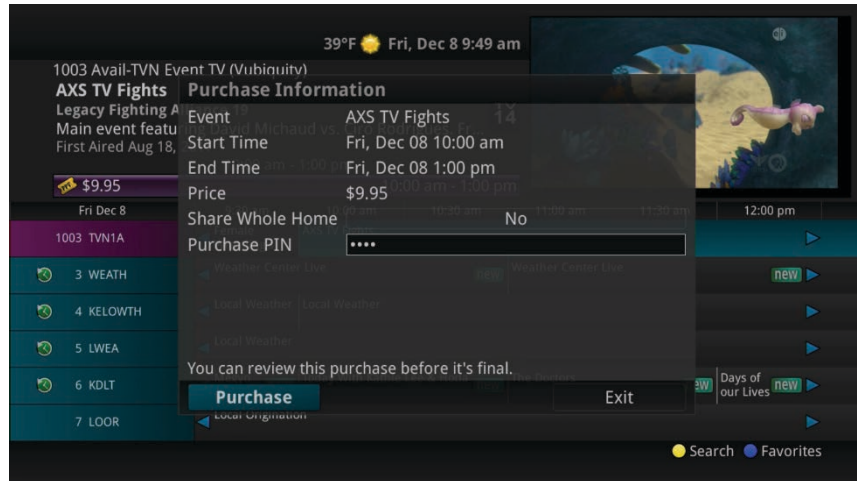 39°F Fri, Dec 8 9:49 am
1003 Avail-TVN Event TV (Vubiquity)
AXS TV Fights
Legacy Fighting A
Main event featu
First Aired Aug 18,
$9.95
Purchase Information
Event AXS TV Fights
Start Time Fri, Dec 08 10:00 am
End Time Fri, Dec 08 1:00 pm
Price $9.95
Share Whole Home No
Purchase PIN ••••
You can review this purchase before it's final.
Purchase Exit
Fri Dec 8 12:00 pm
1003 TVN1A
3 WEATH Weather Center Live new Weather Center Live new
4 KELOWTH Local Weather Local Weather
5 LWEA Local Weather
6 KDLT Days of our Lives new
7 LOOR Local Origination
Search Favorites